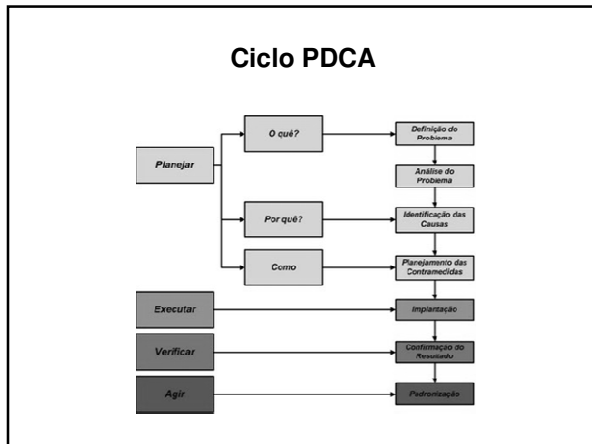 Ciclo PDCA
O quê?
Definição do
Problema
Planejar
Análise do
Problema
Por quê?
Identificação das
Causas
Como
Planejamento das
Contramedidas
Executar
Implantação
Verificar
Confirmação do
Resultado
Agir
Padronização